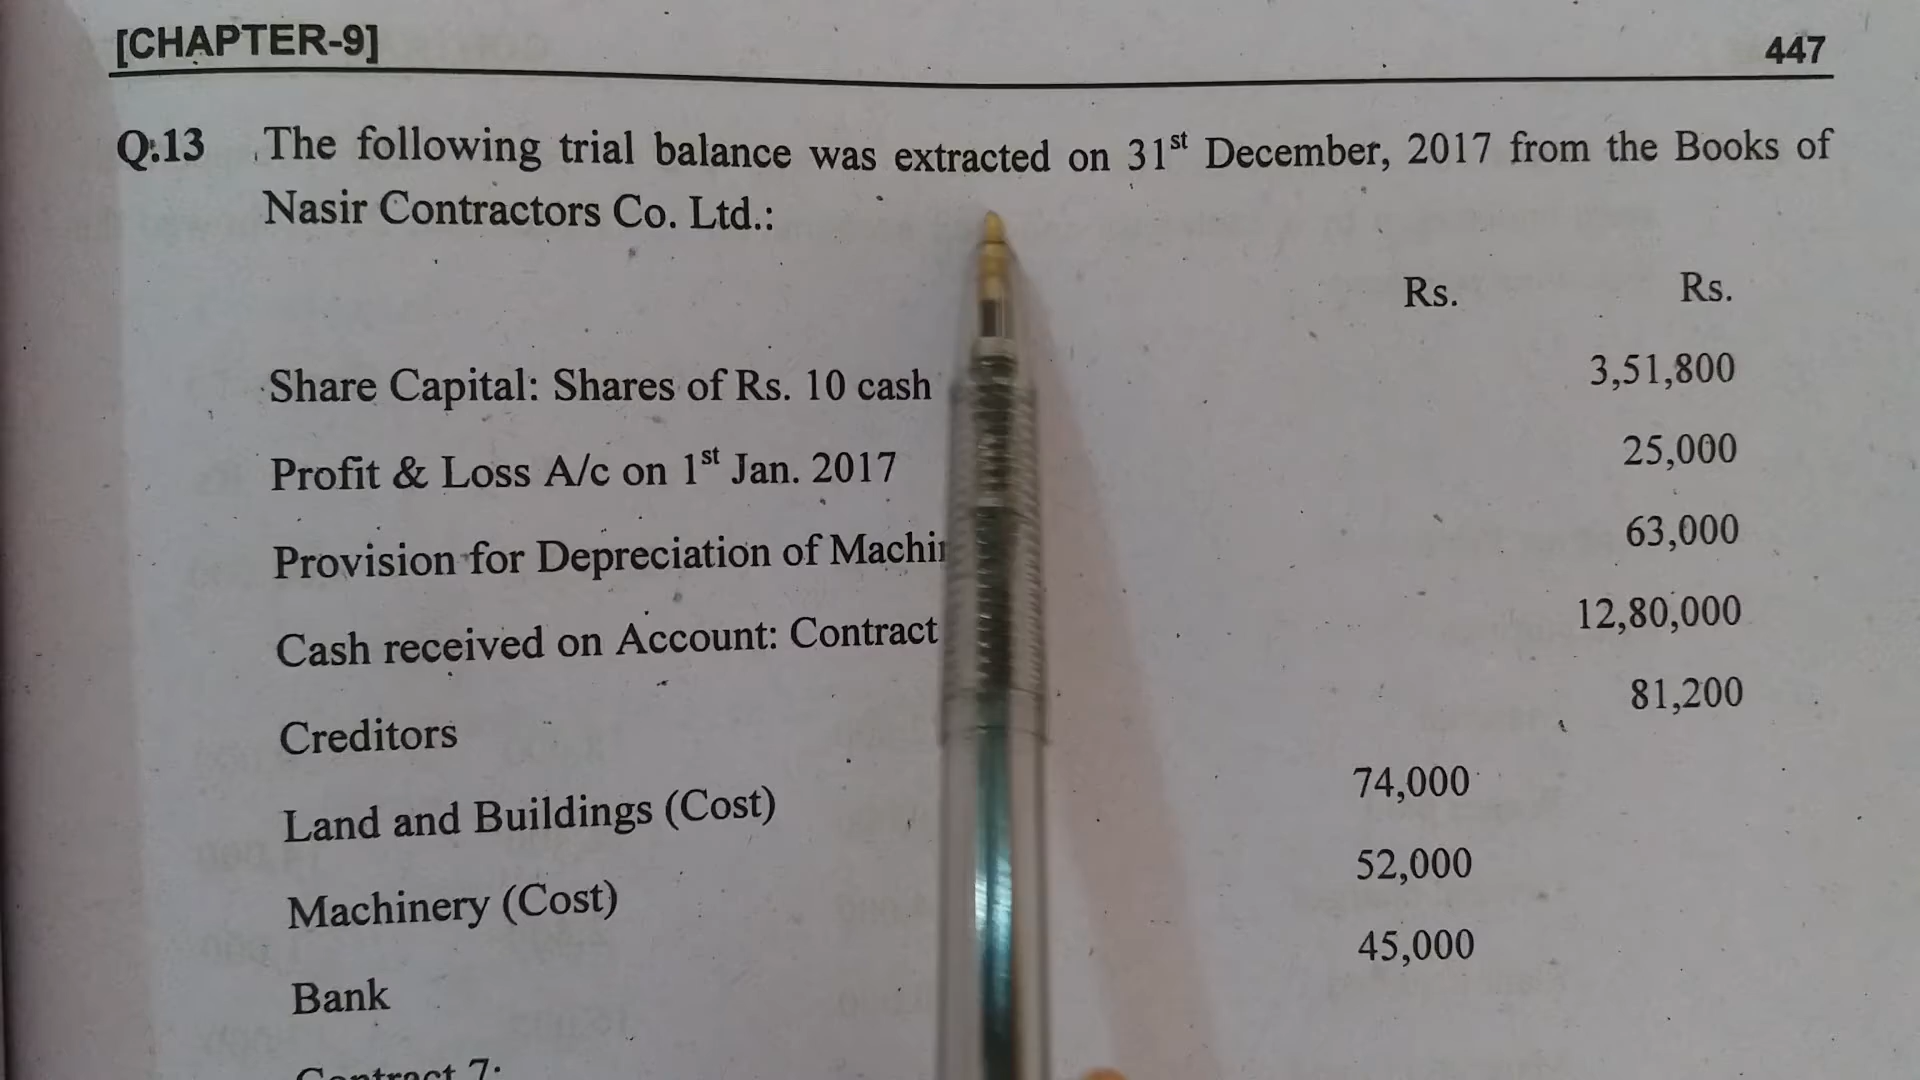 [CHAPTER-9] 447
Q:13 The following trial balance was extracted on 31st December, 2017 from the Books of
Nasir Contractors Co. Ltd.:
Rs. Rs.
Share Capital: Shares of Rs. 10 cash 3,51,800
Profit & Loss A/c on 1st Jan. 2017 25,000
Provision for Depreciation of 63,000
Cash received on Account: Contract 12,80,000
Creditors 81,200
Land and Buildings (Cost) 74,000
Machinery (Cost) 52,000
Bank 45,000
Contract 7: